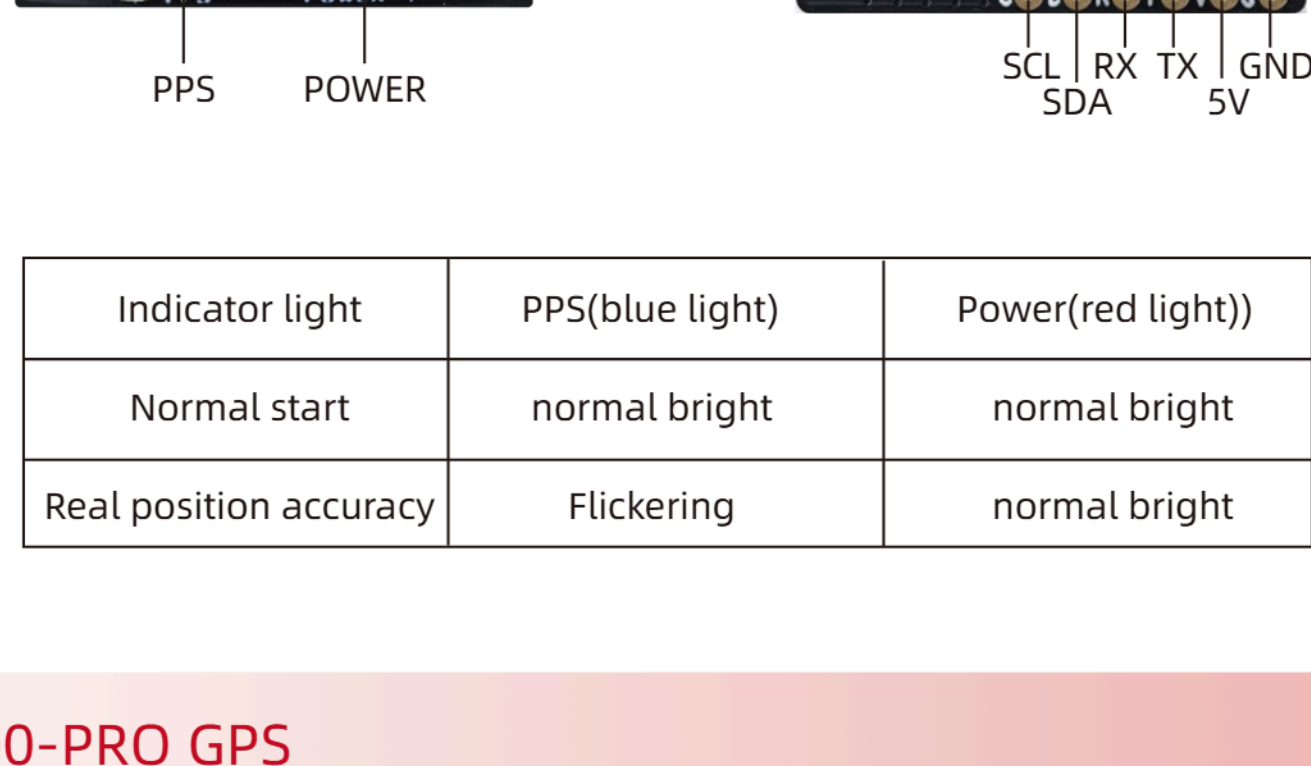 PPS POWER
SCL RX TX GND
SDA 5V
Indicator light PPS(blue light) Power(red light))
Normal start normal bright normal bright
Real position accuracy Flickering normal bright
0-PRO GPS